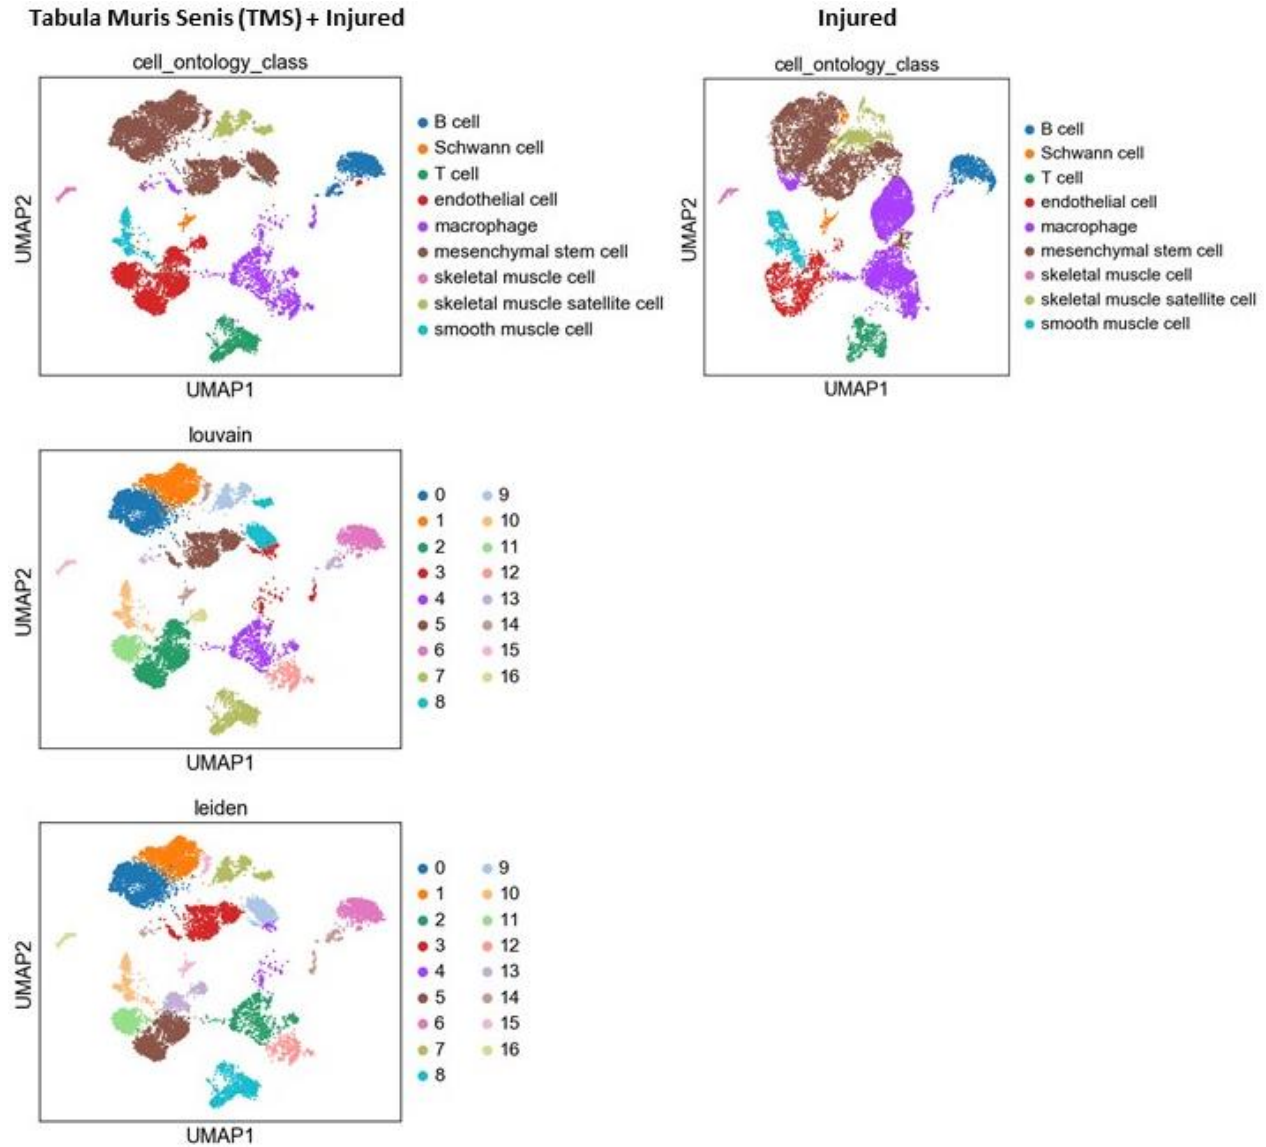 Tabula Muris Senis (TMS) + Injured
cell_ontology_class
UMAP2
UMAP1
B cell
Schwann cell
T cell
endothelial cell
macrophage
mesenchymal stem cell
skeletal muscle cell
skeletal muscle satellite cell
smooth muscle cell
Injured
cell_ontology_class
UMAP2
UMAP1
B cell
Schwann cell
T cell
endothelial cell
macrophage
mesenchymal stem cell
skeletal muscle cell
skeletal muscle satellite cell
smooth muscle cell
louvain
UMAP2
UMAP1
0 9
1 10
2 11
3 12
4 13
5 14
6 15
7 16
8
leiden
UMAP2
UMAP1
0 9
1 10
2 11
3 12
4 13
5 14
6 15
7 16
8